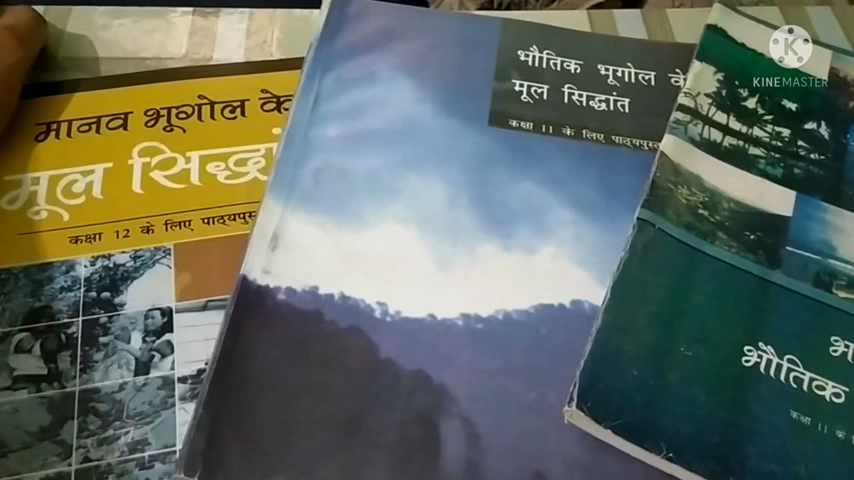 मानव भूगोल के
मूल सिद्धां
कक्षा 12 के लिए पाठ्यपु
भौतिक भूगोल के
मूल सिद्धांत
कक्षा 11 के लिए पाठ्यपुस्
KINEMASTER
भा
भौतिक
कक्षा 11 के